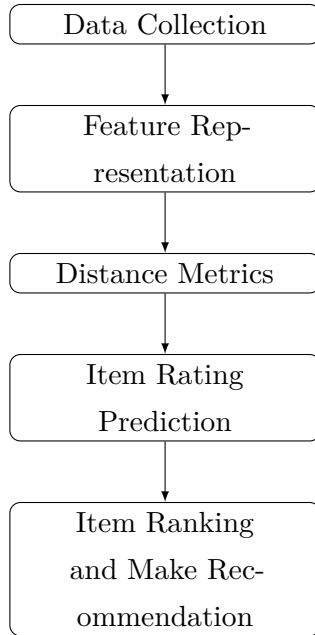 Data Collection
Feature Rep-
resentation
Distance Metrics
Item Rating
Prediction
Item Ranking
and Make Rec-
ommendation